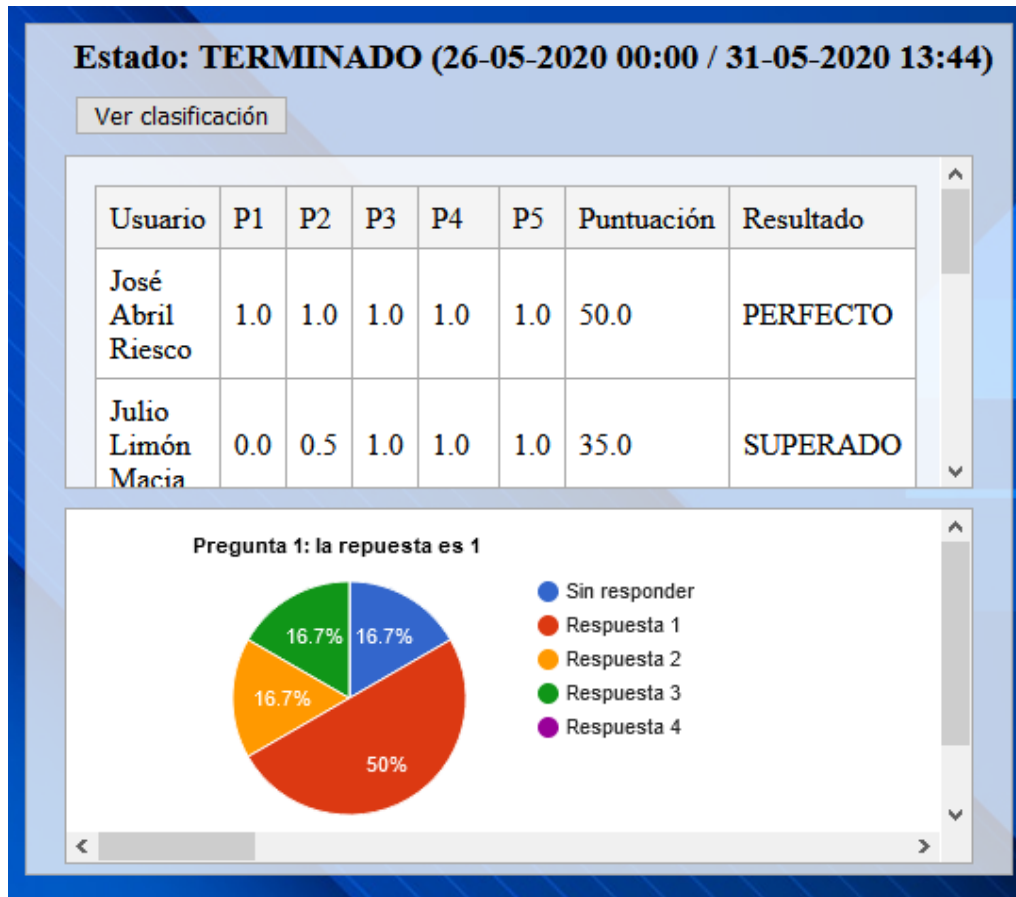 Estado: TERMINADO (26-05-2020 00:00 / 31-05-2020 13:44)
Ver clasificación
Usuario P1 P2 P3 P4 P5 Puntuación Resultado
José
Abril
Riesco
1.0 1.0 1.0 1.0 1.0 50.0 PERFECTO
Julio
Limón
Macia
0.0 0.5 1.0 1.0 1.0 35.0 SUPERADO
Pregunta 1: la repuesta es 1
Sin responder
Respuesta 1
Respuesta 2
Respuesta 3
Respuesta 4
16.7% 16.7%
16.7%
50%